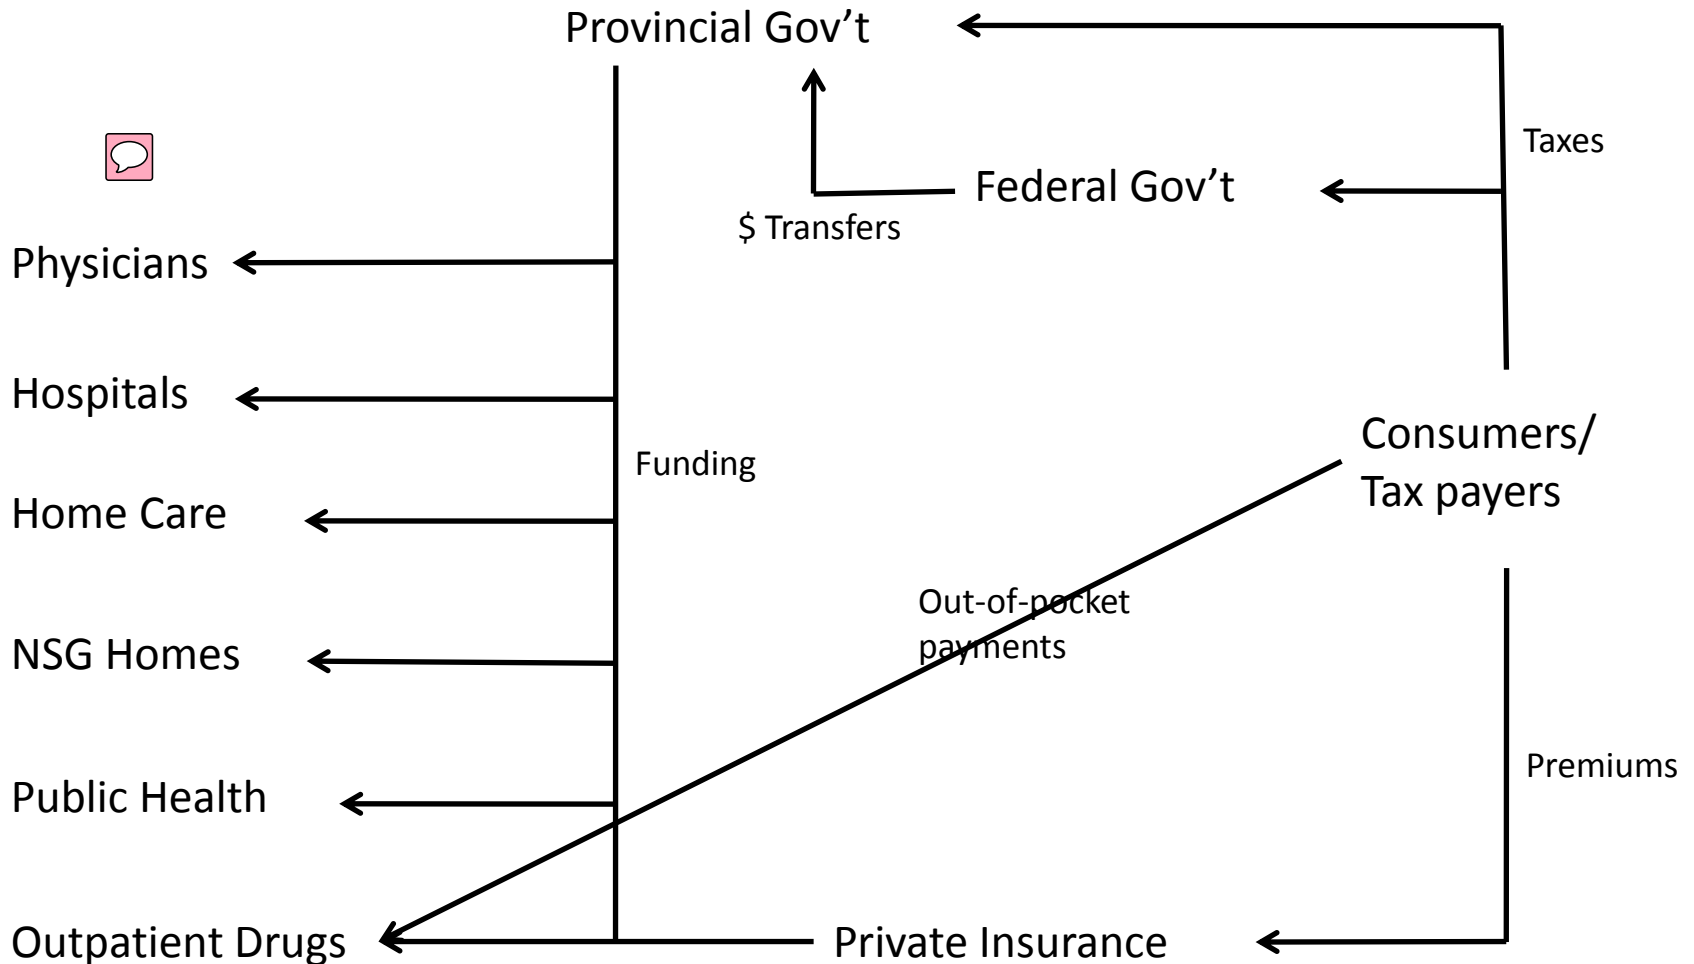 Provincial Gov’t
Taxes
Federal Gov’t
$ Transfers
Physicians
Hospitals
Consumers/
Tax payers
Funding
Home Care
Out-of-pocket
payments
NSG Homes
Premiums
Public Health
Outpatient Drugs
Private Insurance